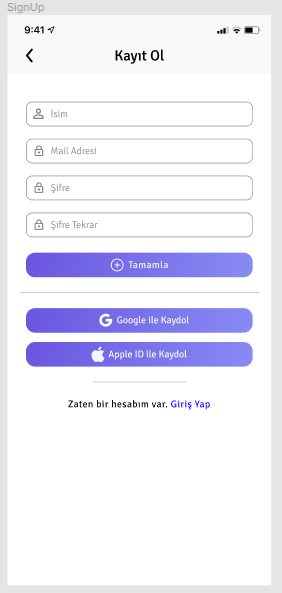 SignUp
9:41
Kayıt Ol
İsim
Mail Adresi
Şifre
Şifre Tekrar
Tamamla
Google ile Kaydol
Apple ID ile Kaydol
Zaten bir hesabım var. Giriş Yap